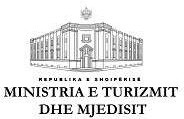 REPUBLIKA E SHQIPËRISË
MINISTRIA E TURIZMIT
DHE MJEDISIT